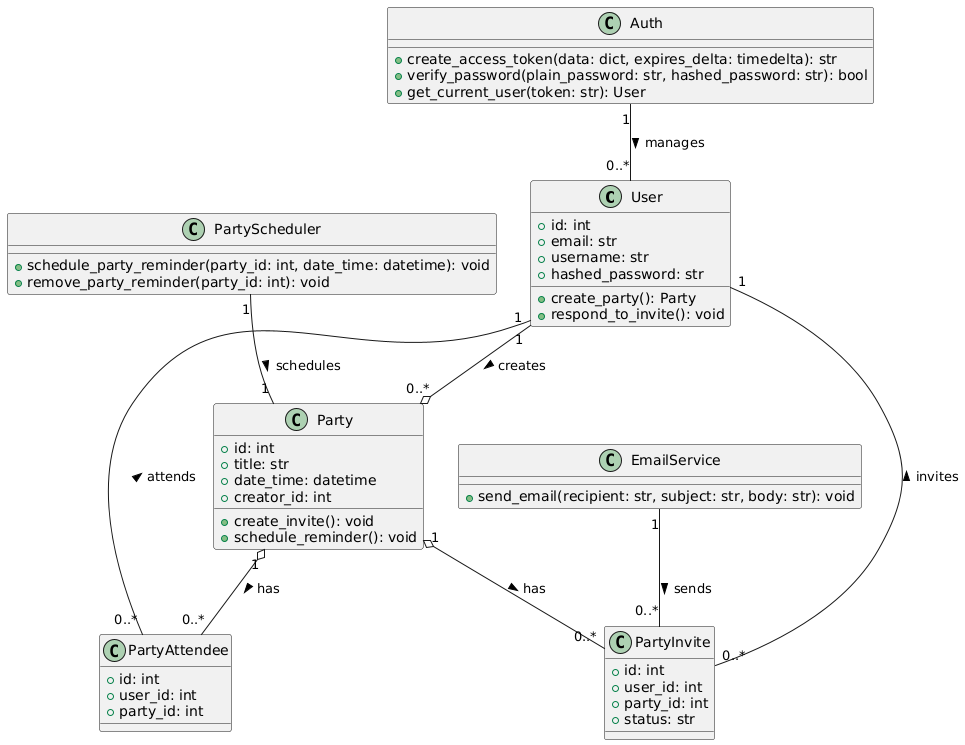 C Auth
create_access_token(data: dict, expires_delta: timedelta): str
verify_password(plain_password: str, hashed_password: str): bool
get_current_user(token: str): User
1
manages
0..*
C User
id: int
email: str
username: str
hashed_password: str
create_party(): Party
respond_to_invite(): void
C PartyScheduler
schedule_party_reminder(party_id: int, date_time: datetime): void
remove_party_reminder(party_id: int): void
1
1
1
1
schedules
creates
1
0..*
C Party
id: int
title: str
date_time: datetime
creator_id: int
create_invite(): void
schedule_reminder(): void
C EmailService
send_email(recipient: str, subject: str, body: str): void
attends
invites
1
1
1
has
has
sends
0..*
0..*
0..*
0..*
0..*
C PartyAttendee
id: int
user_id: int
party_id: int
C PartyInvite
id: int
user_id: int
party_id: int
status: str